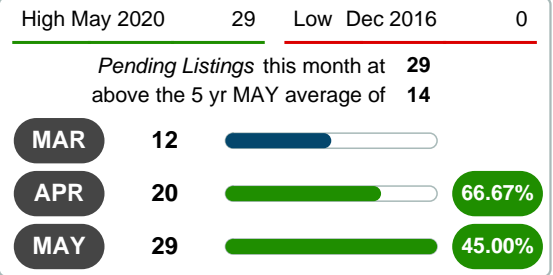 High May 2020 29 Low Dec 2016 0
Pending Listings this month at 29
above the 5 yr MAY average of 14
MAR 12
APR 20 66.67%
MAY 29 45.00%